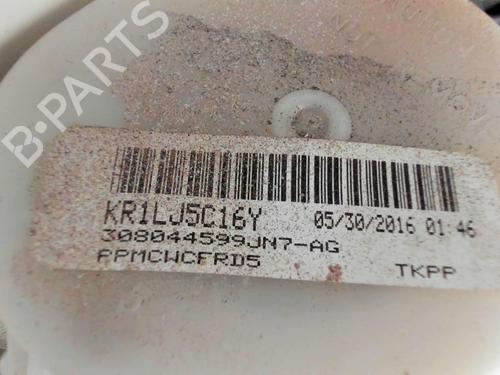 B-PARTS
KR1LJ5C16Y 05/30/2016 01:46
308044599JN7-AG
PPMCWCFRD5 TKPP